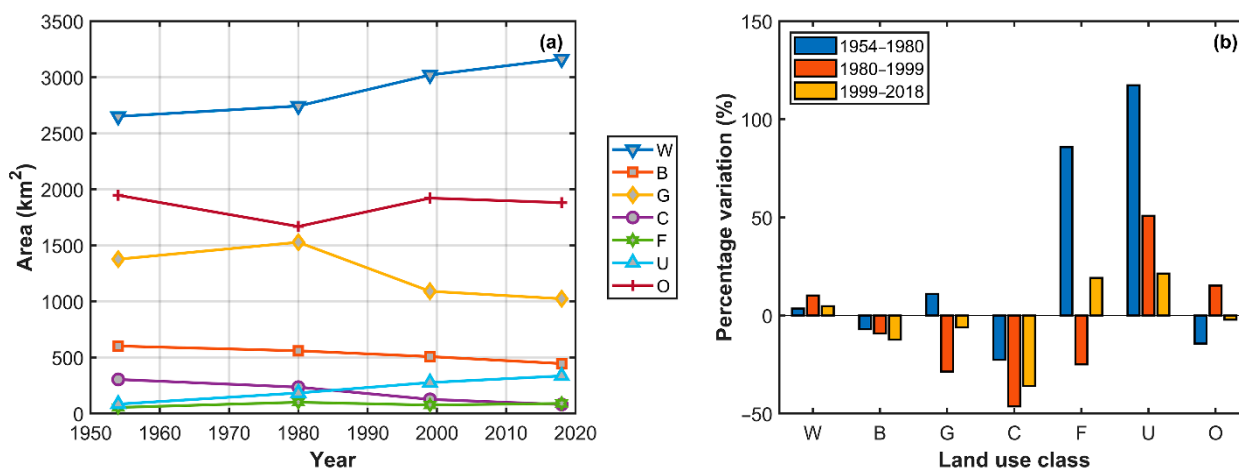 (a)
Area (km²)
3500
3000
2500
2000
1500
1000
500
0
1950 1960 1970 1980 1990 2000 2010 2020
Year
W
B
G
C
F
U
O
(b)
1954–1980
1980–1999
1999–2018
Percentage variation (%)
150
100
50
0
−50
W B G C F U O
Land use class